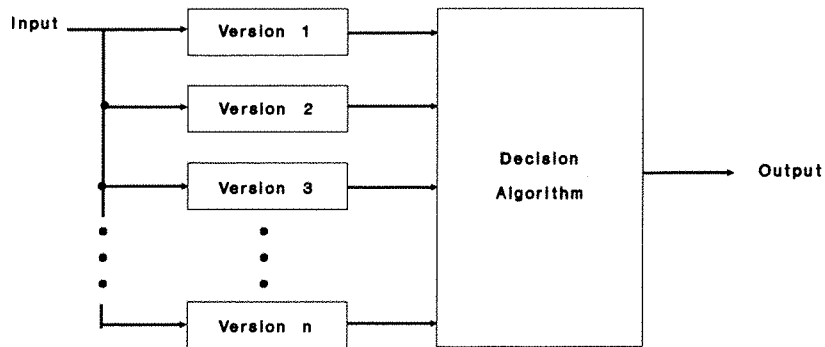 Input
Version 1
Version 2
Version 3
Version n
Decision
Algorithm
Output